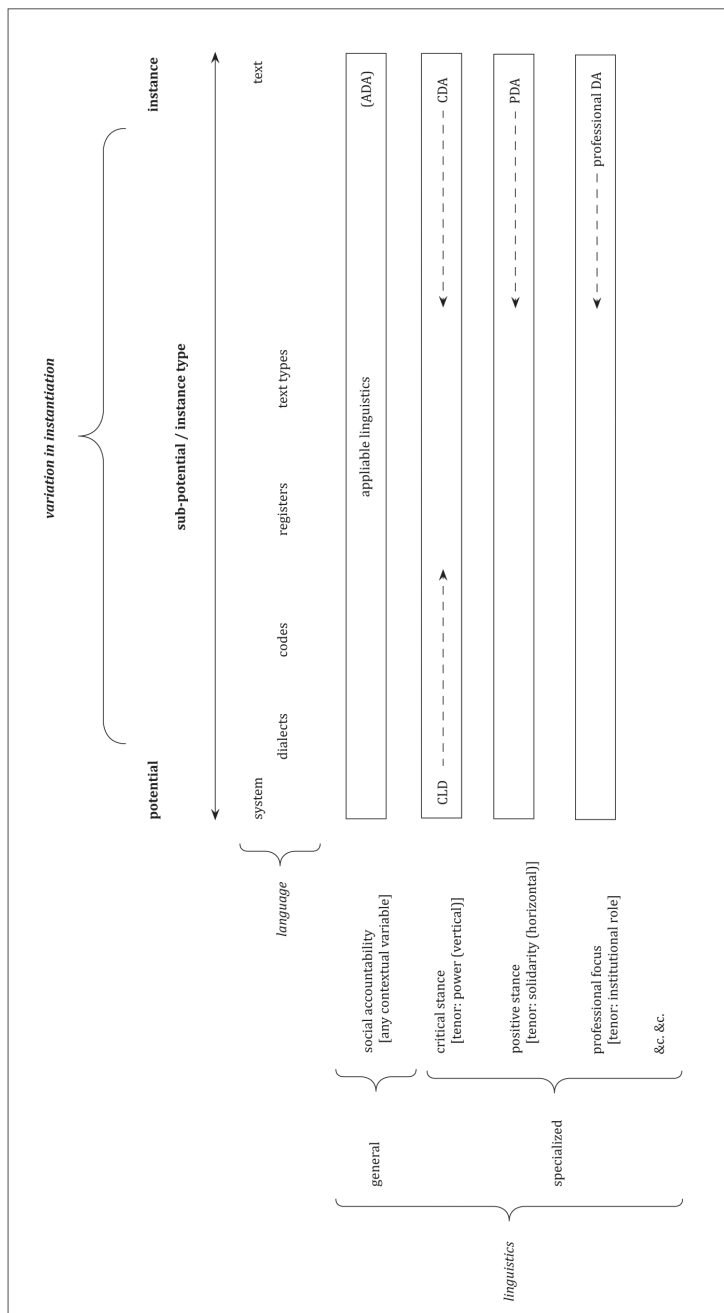 variation in instantiation
potential
instance
sub-potential / instance type
language
system
text
dialects
codes
registers
text types
linguistics
general
social accountability
[any contextual variable]
appliable linguistics
(ADA)
specialized
critical stance
[tenor: power (vertical)]
CLD
CDA
positive stance
[tenor: solidarity (horizontal)]
PDA
professional focus
[tenor: institutional role]
professional DA
&c. &c.